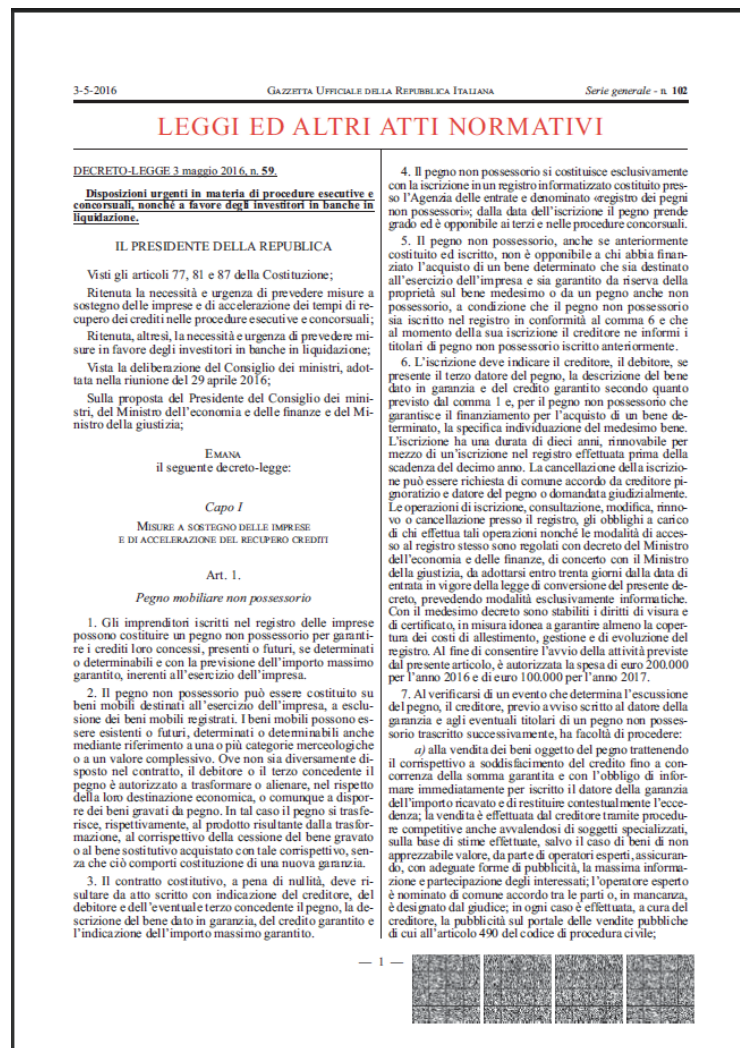 3-5-2016
GAZZETTA UFFICIALE DELLA REPUBBLICA ITALIANA
Serie generale - n. 102
LEGGI ED ALTRI ATTI NORMATIVI
DECRETO-LEGGE 3 maggio 2016, n. 59.
Disposizioni urgenti in materia di procedure esecutive e
concorsuali, nonché a favore degli investitori in banche in
liquidazione.
IL PRESIDENTE DELLA REPUBLICA
Visti gli articoli 77, 81 e 87 della Costituzione;
Ritenuta la necessità e urgenza di prevedere misure a
sostegno delle imprese e di accelerazione dei tempi di re-
cupero dei crediti nelle procedure esecutive e concorsuali;
Ritenuta, altresì, la necessità e urgenza di prevedere mi-
sure in favore degli investitori in banche in liquidazione;
Vista la deliberazione del Consiglio dei ministri, adot-
tata nella riunione del 29 aprile 2016;
Sulla proposta del Presidente del Consiglio dei mini-
stri, del Ministro dell'economia e delle finanze e del Mi-
nistro della giustizia;
EMANA
il seguente decreto-legge:
Capo I
MISURE A SOSTEGNO DELLE IMPRESE
E DI ACCELERAZIONE DEL RECUPERO CREDITI
Art. 1.
Pegno mobiliare non possessorio
1. Gli imprenditori iscritti nel registro delle imprese
possono costituire un pegno non possessorio per garanti-
re i crediti loro concessi, presenti o futuri, se determinati
o determinabili e con la previsione dell'importo massimo
garantito, inerenti all'esercizio dell'impresa.
2. Il pegno non possessorio può essere costituito su
beni mobili destinati all'esercizio dell'impresa, a esclu-
sione dei beni mobili registrati. I beni mobili possono es-
sere esistenti o futuri, determinati o determinabili anche
mediante riferimento a una o più categorie merceologiche
o a un valore complessivo. Ove non sia diversamente di-
sposto nel contratto, il debitore o il terzo concedente il
pegno è autorizzato a trasformare o alienare, nel rispetto
della loro destinazione economica, o comunque a dispor-
re dei beni gravati da pegno. In tal caso il pegno si trasfe-
risce, rispettivamente, al prodotto risultante dalla trasfor-
mazione, al corrispettivo della cessione del bene gravato
o al bene sostitutivo acquistato con tale corrispettivo, sen-
za che ciò comporti costituzione di una nuova garanzia.
3. Il contratto costitutivo, a pena di nullità, deve ri-
sultare da atto scritto con indicazione del creditore, del
debitore e dell'eventuale terzo concedente il pegno, la de-
scrizione del bene dato in garanzia, del credito garantito e
l'indicazione dell'importo massimo garantito.
4. Il pegno non possessorio si costituisce esclusivamente
con la iscrizione in un registro informatizzato costituito pres-
so l'Agenzia delle entrate e denominato «registro dei pegni
non possessori»; dalla data dell'iscrizione il pegno prende
grado ed è opponibile ai terzi e nelle procedure concorsuali.
5. Il pegno non possessorio, anche se anteriormente
costituito ed iscritto, non è opponibile a chi abbia finan-
ziato l'acquisto di un bene determinato che sia destinato
all'esercizio dell'impresa e sia garantito da riserva della
proprietà sul bene medesimo o da un pegno anche non
possessorio, a condizione che il pegno non possessorio
sia iscritto nel registro in conformità al comma 6 e che
al momento della sua iscrizione il creditore ne informi i
titolari di pegno non possessorio iscritto anteriormente.
6. L'iscrizione deve indicare il creditore, il debitore, se
presente il terzo datore del pegno, la descrizione del bene
dato in garanzia e del credito garantito secondo quanto
previsto dal comma 1 e, per il pegno non possessorio che
garantisce il finanziamento per l'acquisto di un bene de-
terminato, la specifica individuazione del medesimo bene.
L'iscrizione ha una durata di dieci anni, rinnovabile per
mezzo di un'iscrizione nel registro effettuata prima della
scadenza del decimo anno. La cancellazione della iscrizio-
ne può essere richiesta di comune accordo da creditore pi-
gnoratizio e datore del pegno o domandata giudizialmente.
Le operazioni di iscrizione, consultazione, modifica, rinno-
vo o cancellazione presso il registro, gli obblighi a carico
di chi effettua tali operazioni nonché le modalità di acces-
so al registro stesso sono regolati con decreto del Ministro
dell'economia e delle finanze, di concerto con il Ministro
della giustizia, da adottarsi entro trenta giorni dalla data di
entrata in vigore della legge di conversione del presente de-
creto, prevedendo modalità esclusivamente informatiche.
Con il medesimo decreto sono stabiliti i diritti di visura e
di certificato, in misura idonea a garantire almeno la coper-
tura dei costi di allestimento, gestione e di evoluzione del
registro. Al fine di consentire l'avvio della attività previste
dal presente articolo, è autorizzata la spesa di euro 200.000
per l'anno 2016 e di euro 100.000 per l'anno 2017.
7. Al verificarsi di un evento che determina l'escussione
del pegno, il creditore, previo avviso scritto al datore della
garanzia e agli eventuali titolari di un pegno non posses-
sorio trascritto successivamente, ha facoltà di procedere:
a) alla vendita dei beni oggetto del pegno trattenendo
il corrispettivo a soddisfacimento del credito fino a con-
correnza della somma garantita e con l'obbligo di infor-
mare immediatamente per iscritto il datore della garanzia
dell'importo ricavato e di restituire contestualmente l'ecce-
denza; la vendita è effettuata dal creditore tramite procedu-
re competitive anche avvalendosi di soggetti specializzati,
sulla base di stime effettuate, salvo il caso di beni di non
apprezzabile valore, da parte di operatori esperti, assicuran-
do, con adeguate forme di pubblicità, la massima informa-
zione e partecipazione degli interessati; l'operatore esperto
è nominato di comune accordo tra le parti o, in mancanza,
è designato dal giudice; in ogni caso è effettuata, a cura del
creditore, la pubblicità sul portale delle vendite pubbliche
di cui all'articolo 490 del codice di procedura civile;
— 1 —